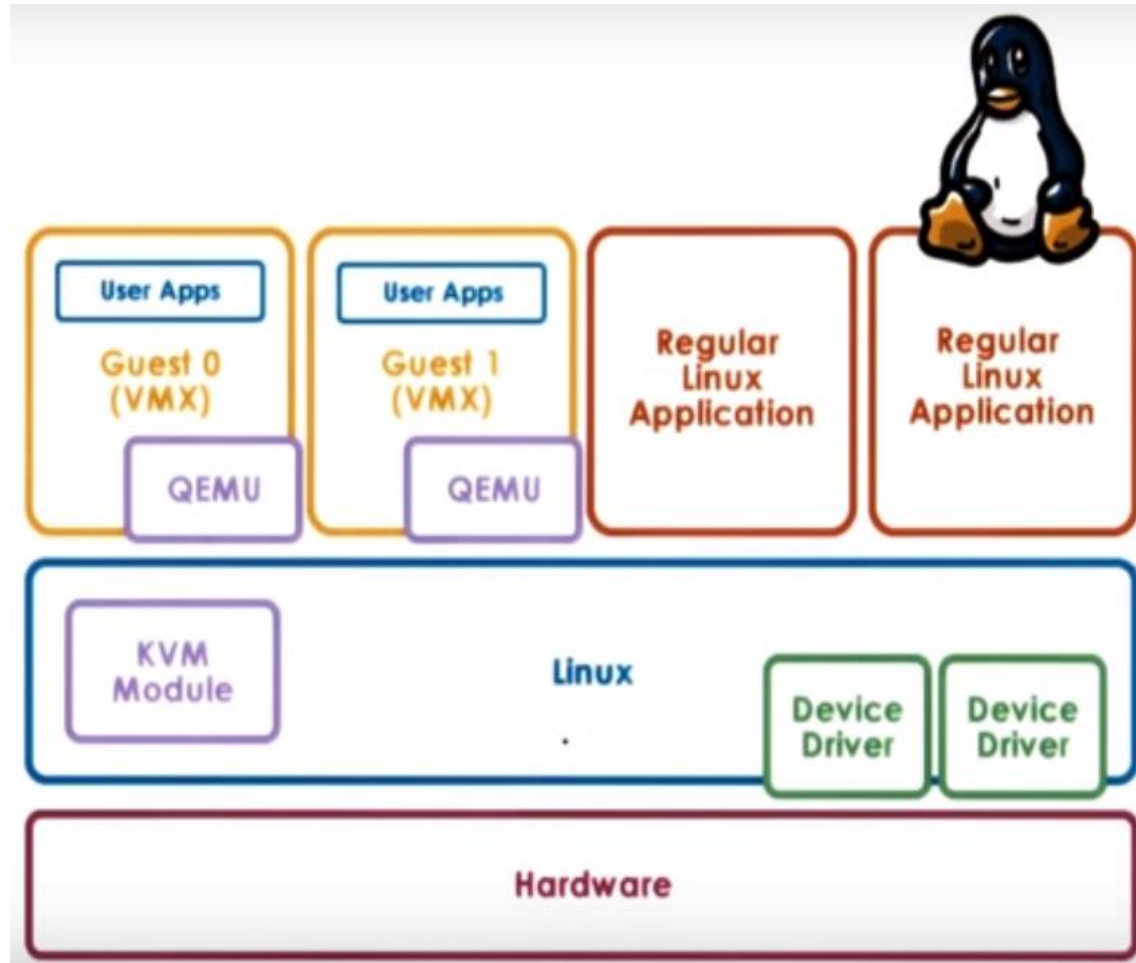 User Apps
Guest 0
(VMX)
QEMU
User Apps
Guest 1
(VMX)
QEMU
Regular
Linux
Application
Regular
Linux
Application
KVM
Module
Linux
Device
Driver
Device
Driver
Hardware